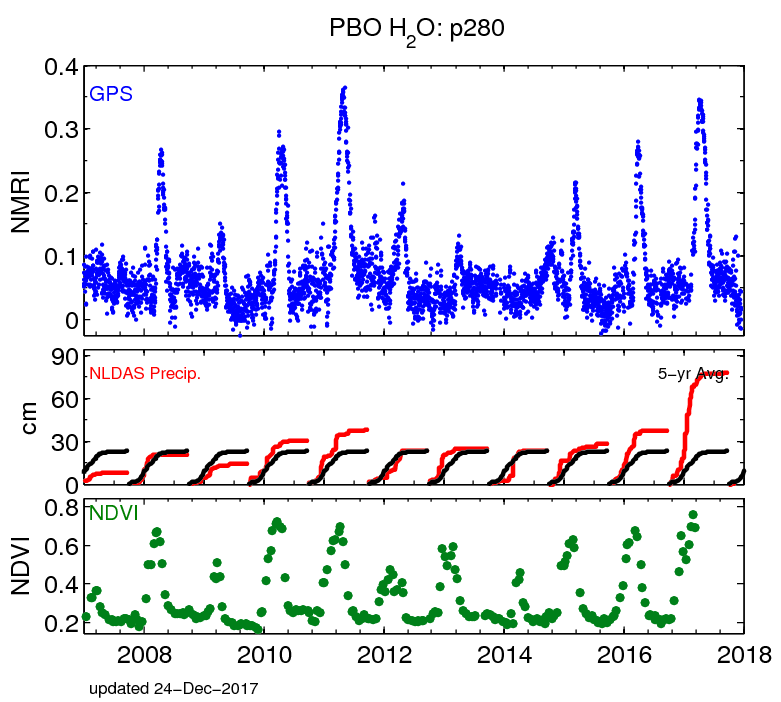 PBO H2O: p280
0.4
GPS
0.3
NMRI
0.2
0.1
0
90
NLDAS Precip.
5-yr Avg.
60
cm
30
0
0.8
NDVI
0.6
NDVI
0.4
0.2
2008 2010 2012 2014 2016 2018
updated 24-Dec-2017